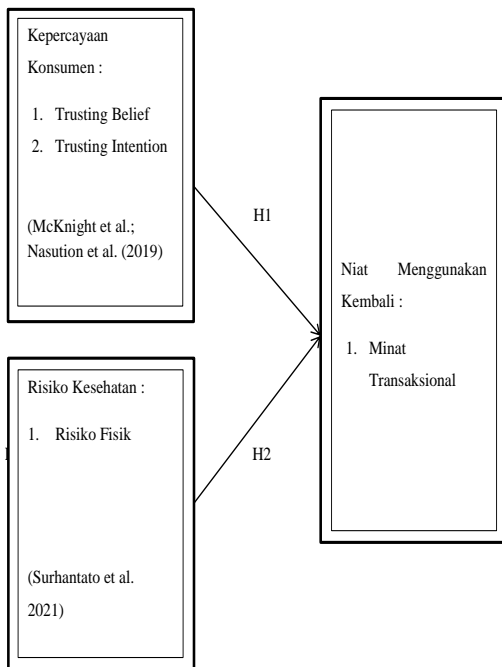 Kepercayaan
Konsumen :
1. Trusting Belief
2. Trusting Intention
(McKnight et al.;
Nasution et al. (2019)
H1
Niat Menggunakan
Kembali :
1. Minat
Transaksional
Risiko Kesehatan :
1. Risiko Fisik
H2
(Surhantato et al.
2021)